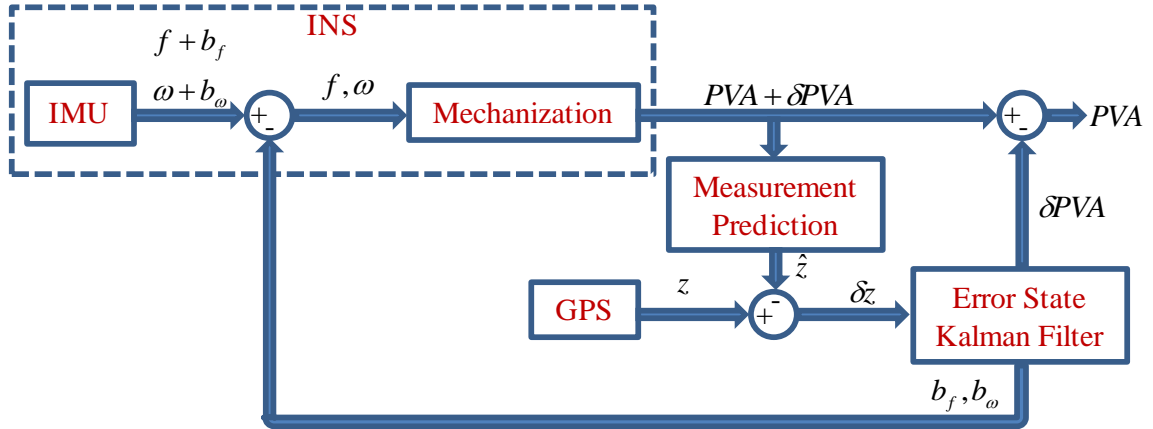 INS
f + b_f
ω + b_ω
f, ω
IMU
+
-
Mechanization
PVA + δPVA
+
-
PVA
Measurement
Prediction
δPVA
ẑ
GPS
z
+
-
δz
Error State
Kalman Filter
b_f, b_ω